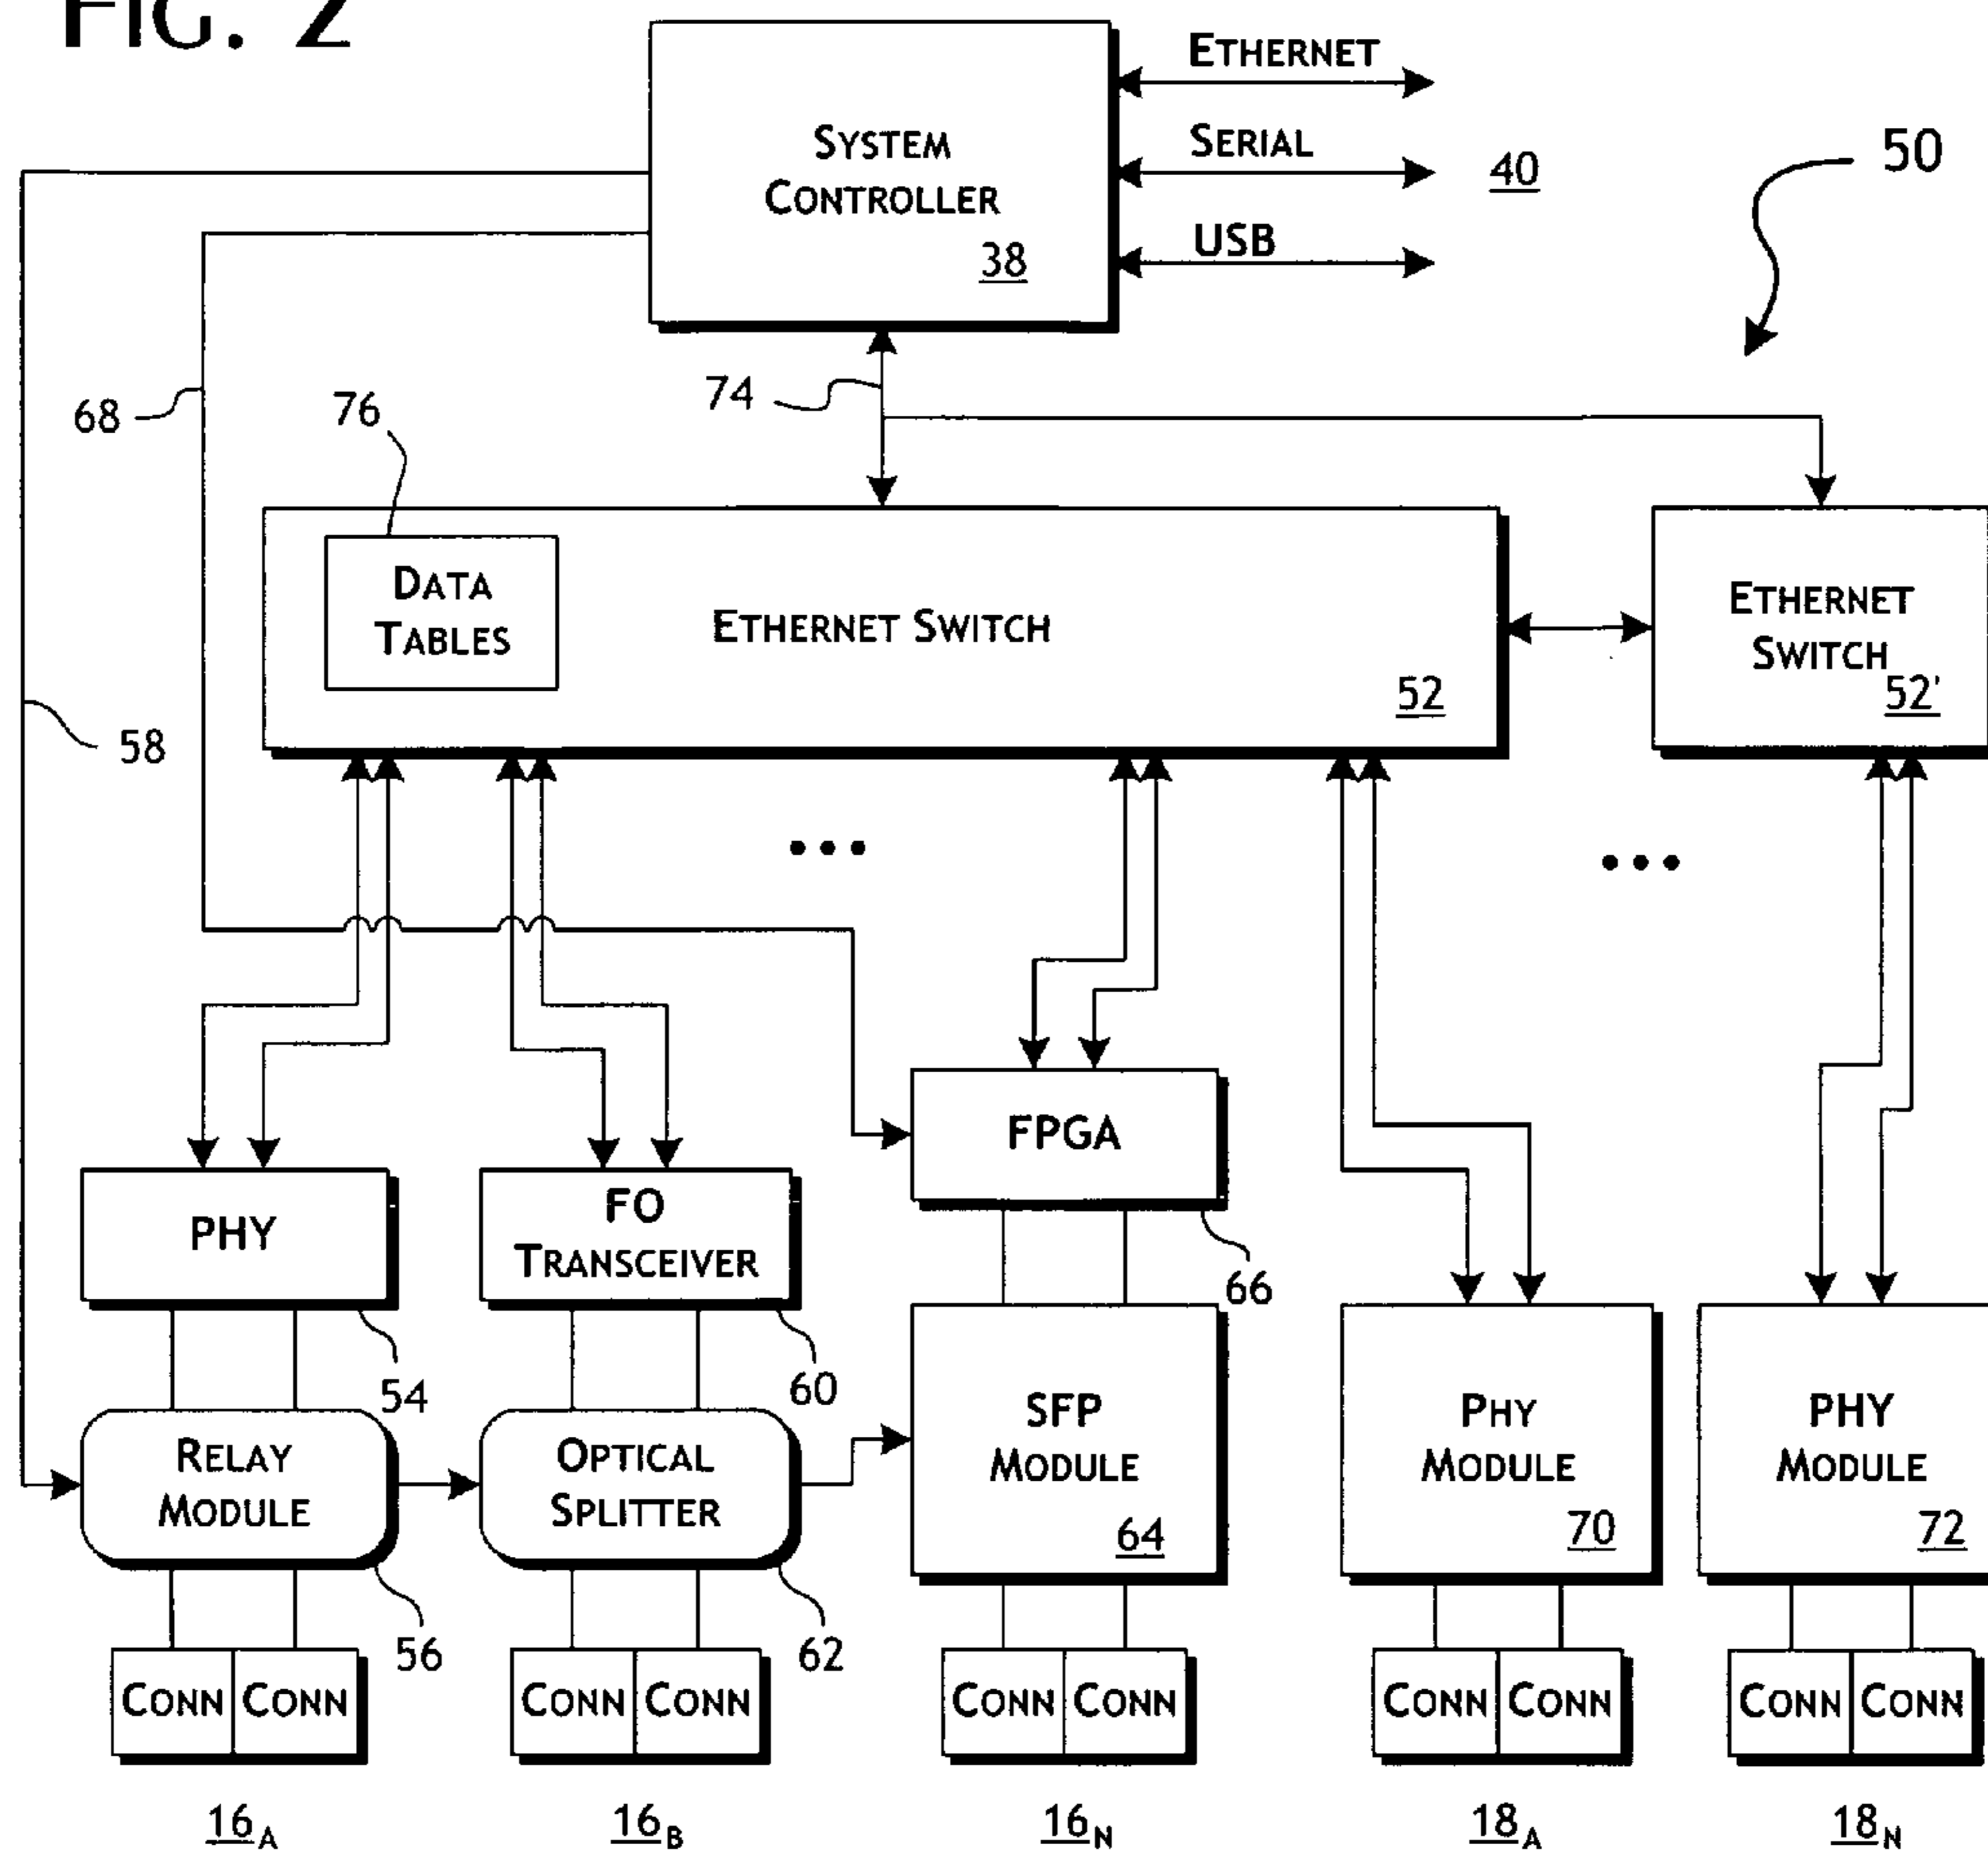 FIG. 2
ETHERNET
SYSTEM
CONTROLLER
38
SERIAL
USB
40
50
68
76
74
DATA
TABLES
ETHERNET SWITCH
52
ETHERNET
SWITCH
52'
58
•••
•••
PHY
FO
TRANSCEIVER
FPGA
66
54
60
RELAY
MODULE
OPTICAL
SPLITTER
SFP
MODULE
64
PHY
MODULE
70
PHY
MODULE
72
56
62
CONN CONN
CONN CONN
CONN CONN
CONN CONN
CONN CONN
16A
16B
16N
18A
18N